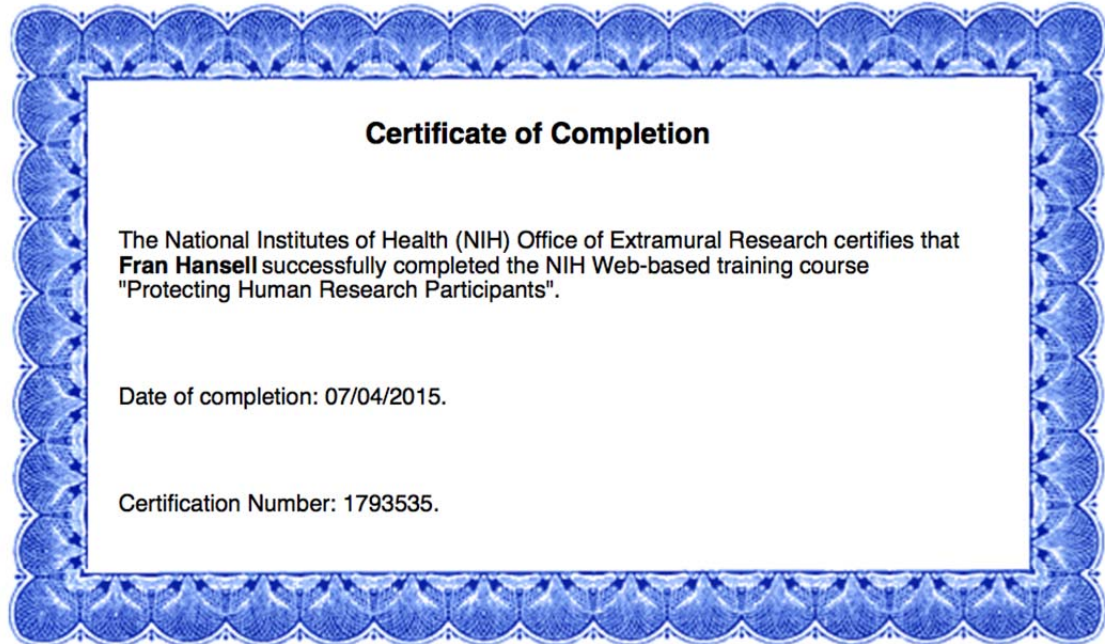 Certificate of Completion
The National Institutes of Health (NIH) Office of Extramural Research certifies that
Fran Hansell successfully completed the NIH Web-based training course
"Protecting Human Research Participants".
Date of completion: 07/04/2015.
Certification Number: 1793535.